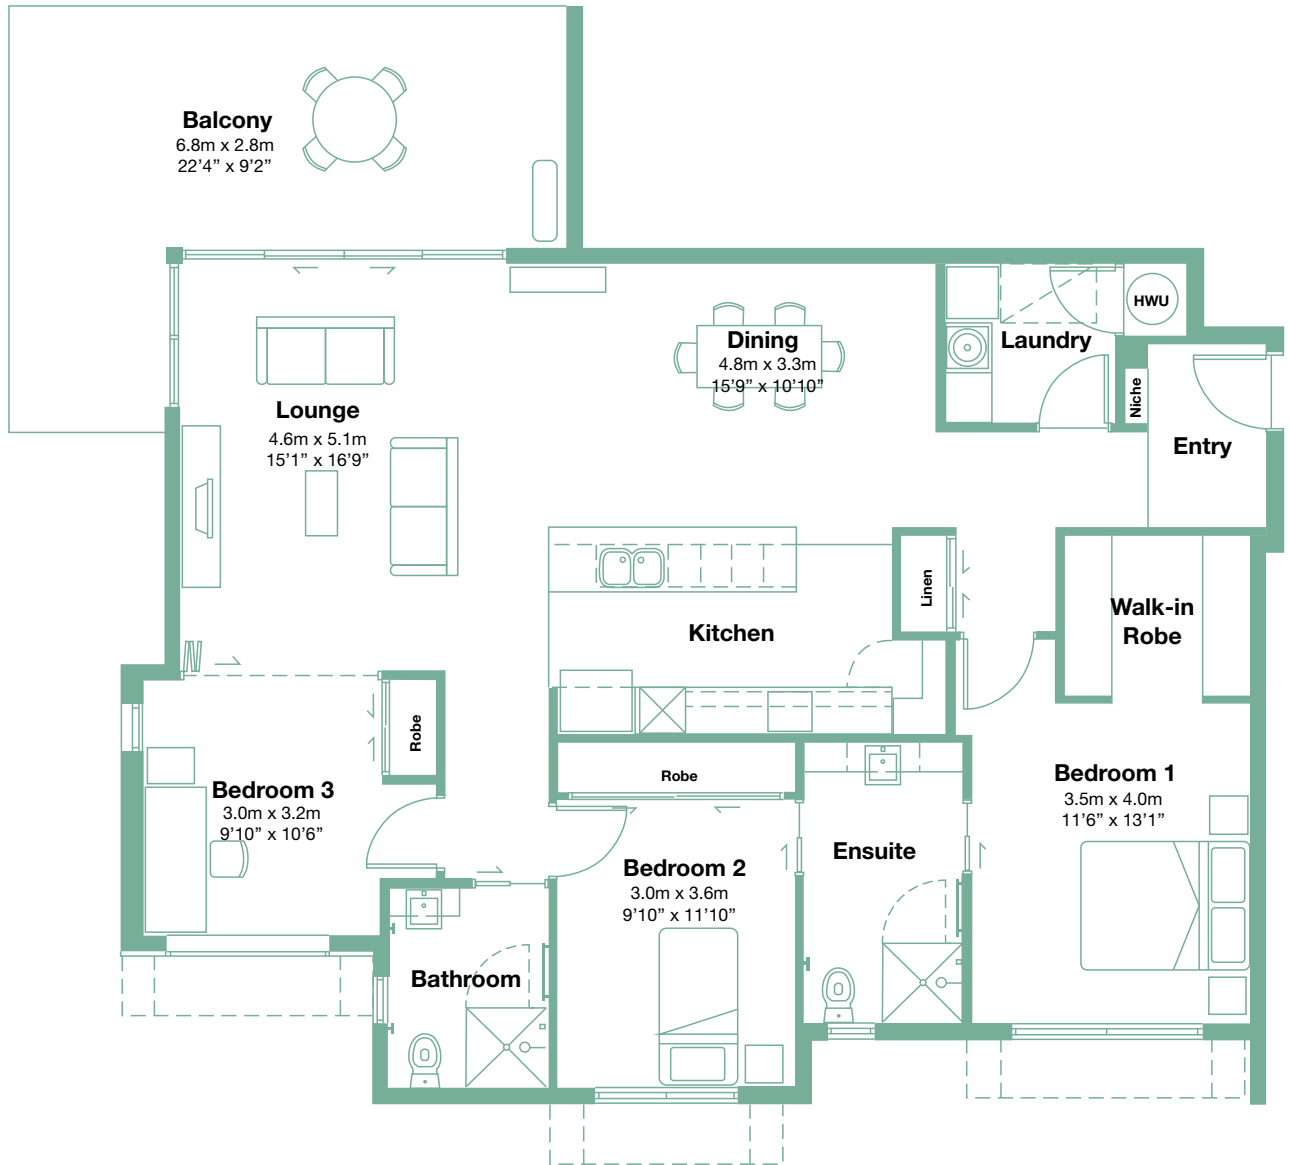 Balcony
6.8m x 2.8m
22’4” x 9’2”
HWU
Dining
4.8m x 3.3m
15’9” x 10’10”
Laundry
Niche
Lounge
4.6m x 5.1m
15’1” x 16’9”
Entry
Linen
Kitchen
Walk-in
Robe
Robe
Robe
Bedroom 3
3.0m x 3.2m
9’10” x 10’6”
Bedroom 1
3.5m x 4.0m
11’6” x 13’1”
Ensuite
Bedroom 2
3.0m x 3.6m
9’10” x 11’10”
Bathroom